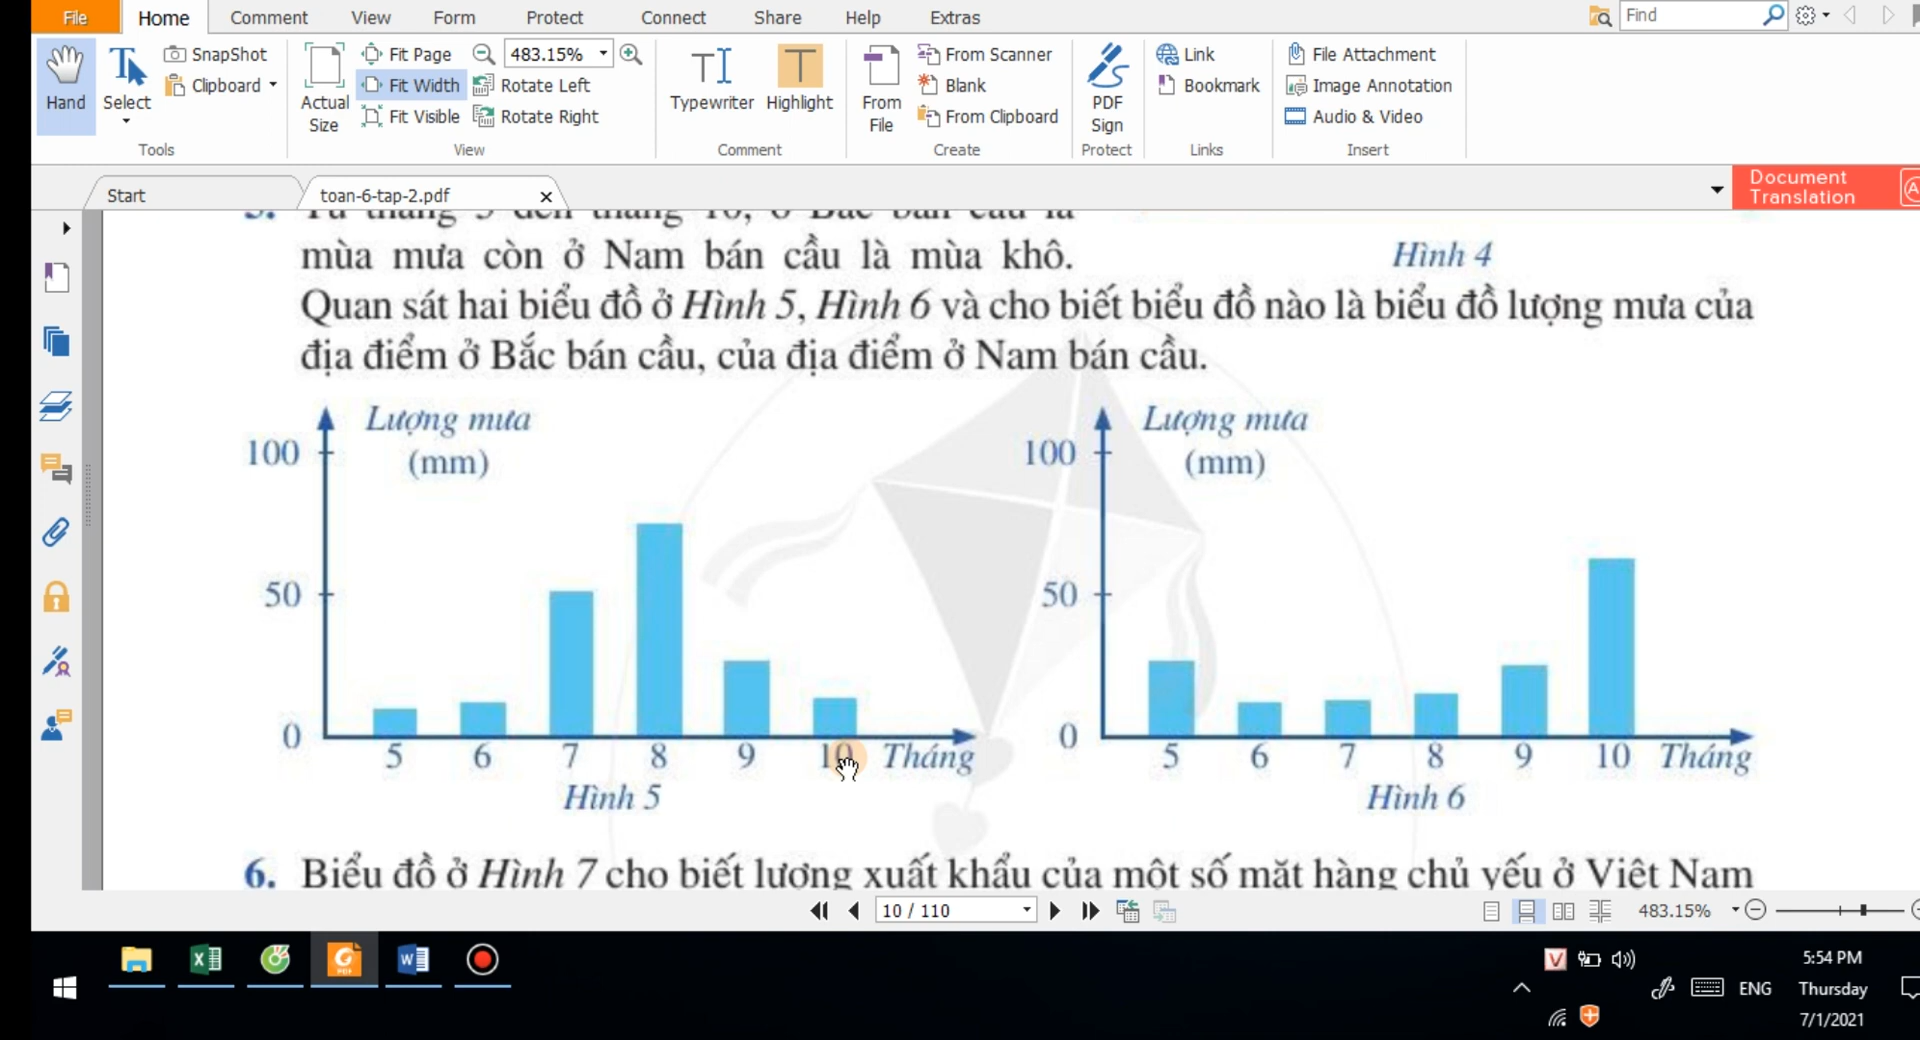 File Home Comment View Form Protect Connect Share Help Extras Find
Hand
Select
SnapShot
Clipboard
Tools
Actual
Size
Fit Page
Fit Width
Fit Visible
483.15%
Rotate Left
Rotate Right
View
Typewriter
Highlight
Comment
From
File
From Scanner
Blank
From Clipboard
Create
PDF
Sign
Protect
Link
Bookmark
Links
File Attachment
Image Annotation
Audio & Video
Insert
Start
toan-6-tap-2.pdf
Document
Translation
mùa mưa còn ở Nam bán cầu là mùa khô.
Hình 4
Quan sát hai biểu đồ ở Hình 5, Hình 6 và cho biết biểu đồ nào là biểu đồ lượng mưa của
địa điểm ở Bắc bán cầu, của địa điểm ở Nam bán cầu.
Lượng mưa
(mm)
100
50
0
5 6 7 8 9 10 Tháng
Hình 5
Lượng mưa
(mm)
100
50
0
5 6 7 8 9 10 Tháng
Hình 6
6. Biểu đồ ở Hình 7 cho biết lượng xuất khẩu của một số mặt hàng chủ yếu ở Việt Nam
10 / 110
483.15%
5:54 PM
ENG Thursday
7/1/2021